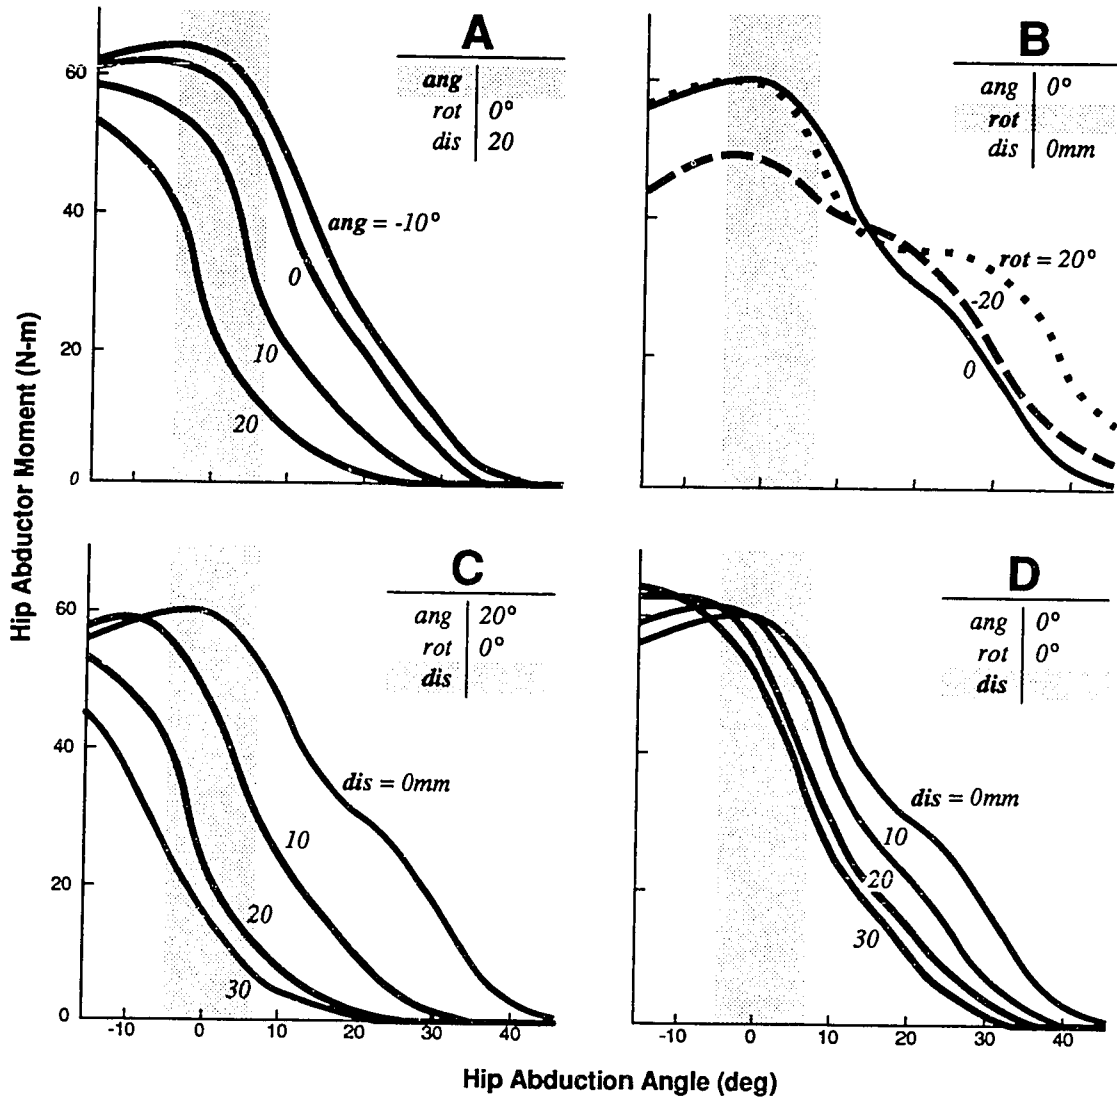 A
ang
rot 0°
dis 20
60
40
20
0
ang = -10°
0
10
20
B
ang 0°
rot
dis 0mm
rot = 20°
-20
0
Hip Abductor Moment (N-m)
C
ang 20°
rot 0°
dis
60
40
20
0
dis = 0mm
10
20
30
-10 0 10 20 30 40
D
ang 0°
rot 0°
dis
dis = 0mm
10
20
30
-10 0 10 20 30 40
Hip Abduction Angle (deg)